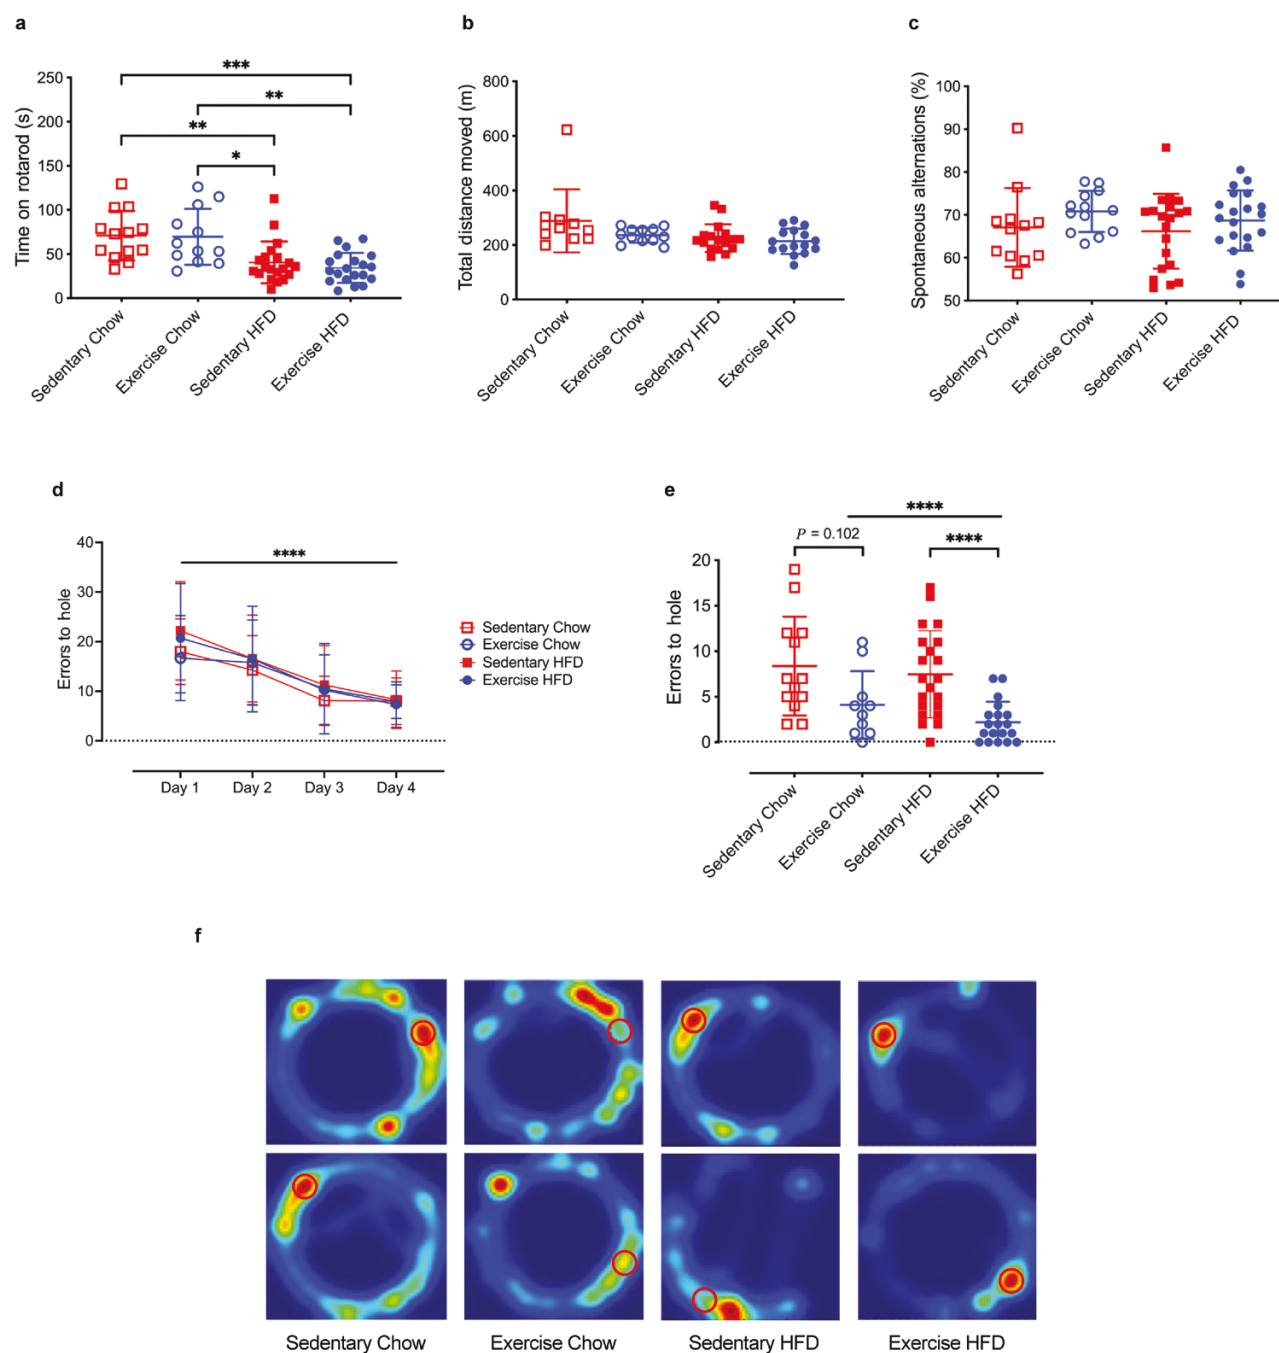 a
b
c
***
**
**
*
250
200
150
100
50
0
Time on rotarod (s)
Sedentary Chow
Exercise Chow
Sedentary HFD
Exercise HFD
800
600
400
200
0
Total distance moved (m)
Sedentary Chow
Exercise Chow
Sedentary HFD
Exercise HFD
100
90
80
70
60
50
Spontaneous alternations (%)
Sedentary Chow
Exercise Chow
Sedentary HFD
Exercise HFD
d
****
40
30
20
10
0
Errors to hole
Day 1
Day 2
Day 3
Day 4
Sedentary Chow
Exercise Chow
Sedentary HFD
Exercise HFD
e
****
P = 0.102
****
20
15
10
5
0
Errors to hole
Sedentary Chow
Exercise Chow
Sedentary HFD
Exercise HFD
f
Sedentary Chow
Exercise Chow
Sedentary HFD
Exercise HFD